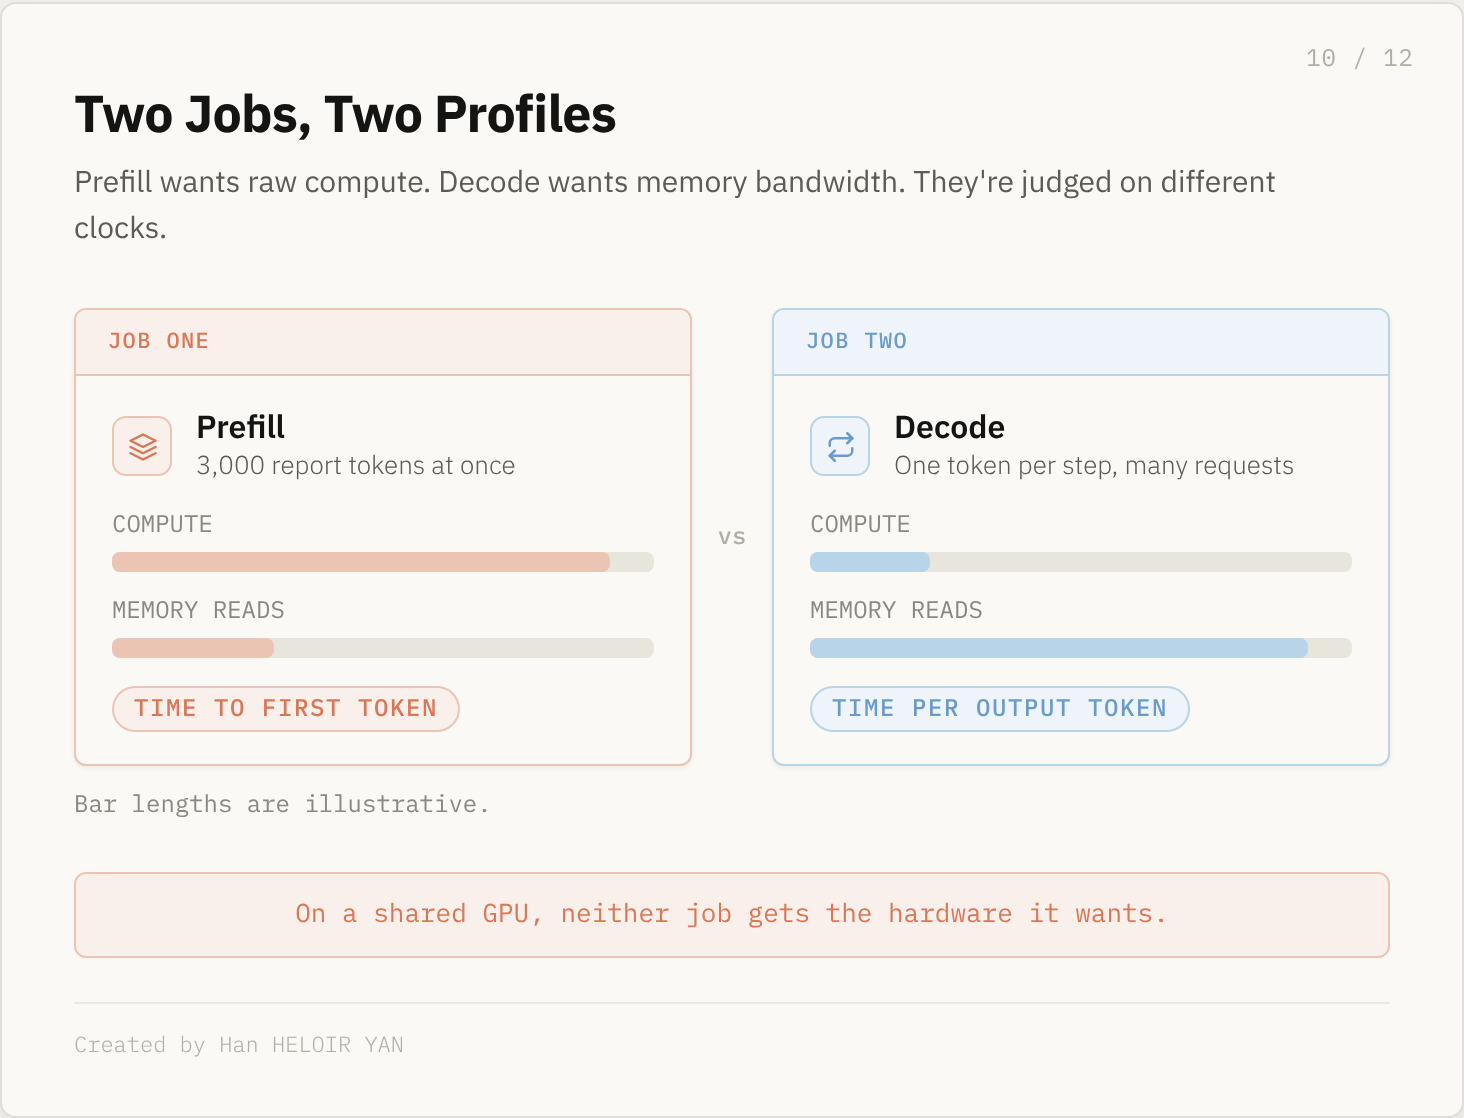 10 / 12
Two Jobs, Two Profiles
Prefill wants raw compute. Decode wants memory bandwidth. They're judged on different
clocks.
JOB ONE
Prefill
3,000 report tokens at once
COMPUTE
MEMORY READS
TIME TO FIRST TOKEN
vs
JOB TWO
Decode
One token per step, many requests
COMPUTE
MEMORY READS
TIME PER OUTPUT TOKEN
Bar lengths are illustrative.
On a shared GPU, neither job gets the hardware it wants.
Created by Han HELOIR YAN